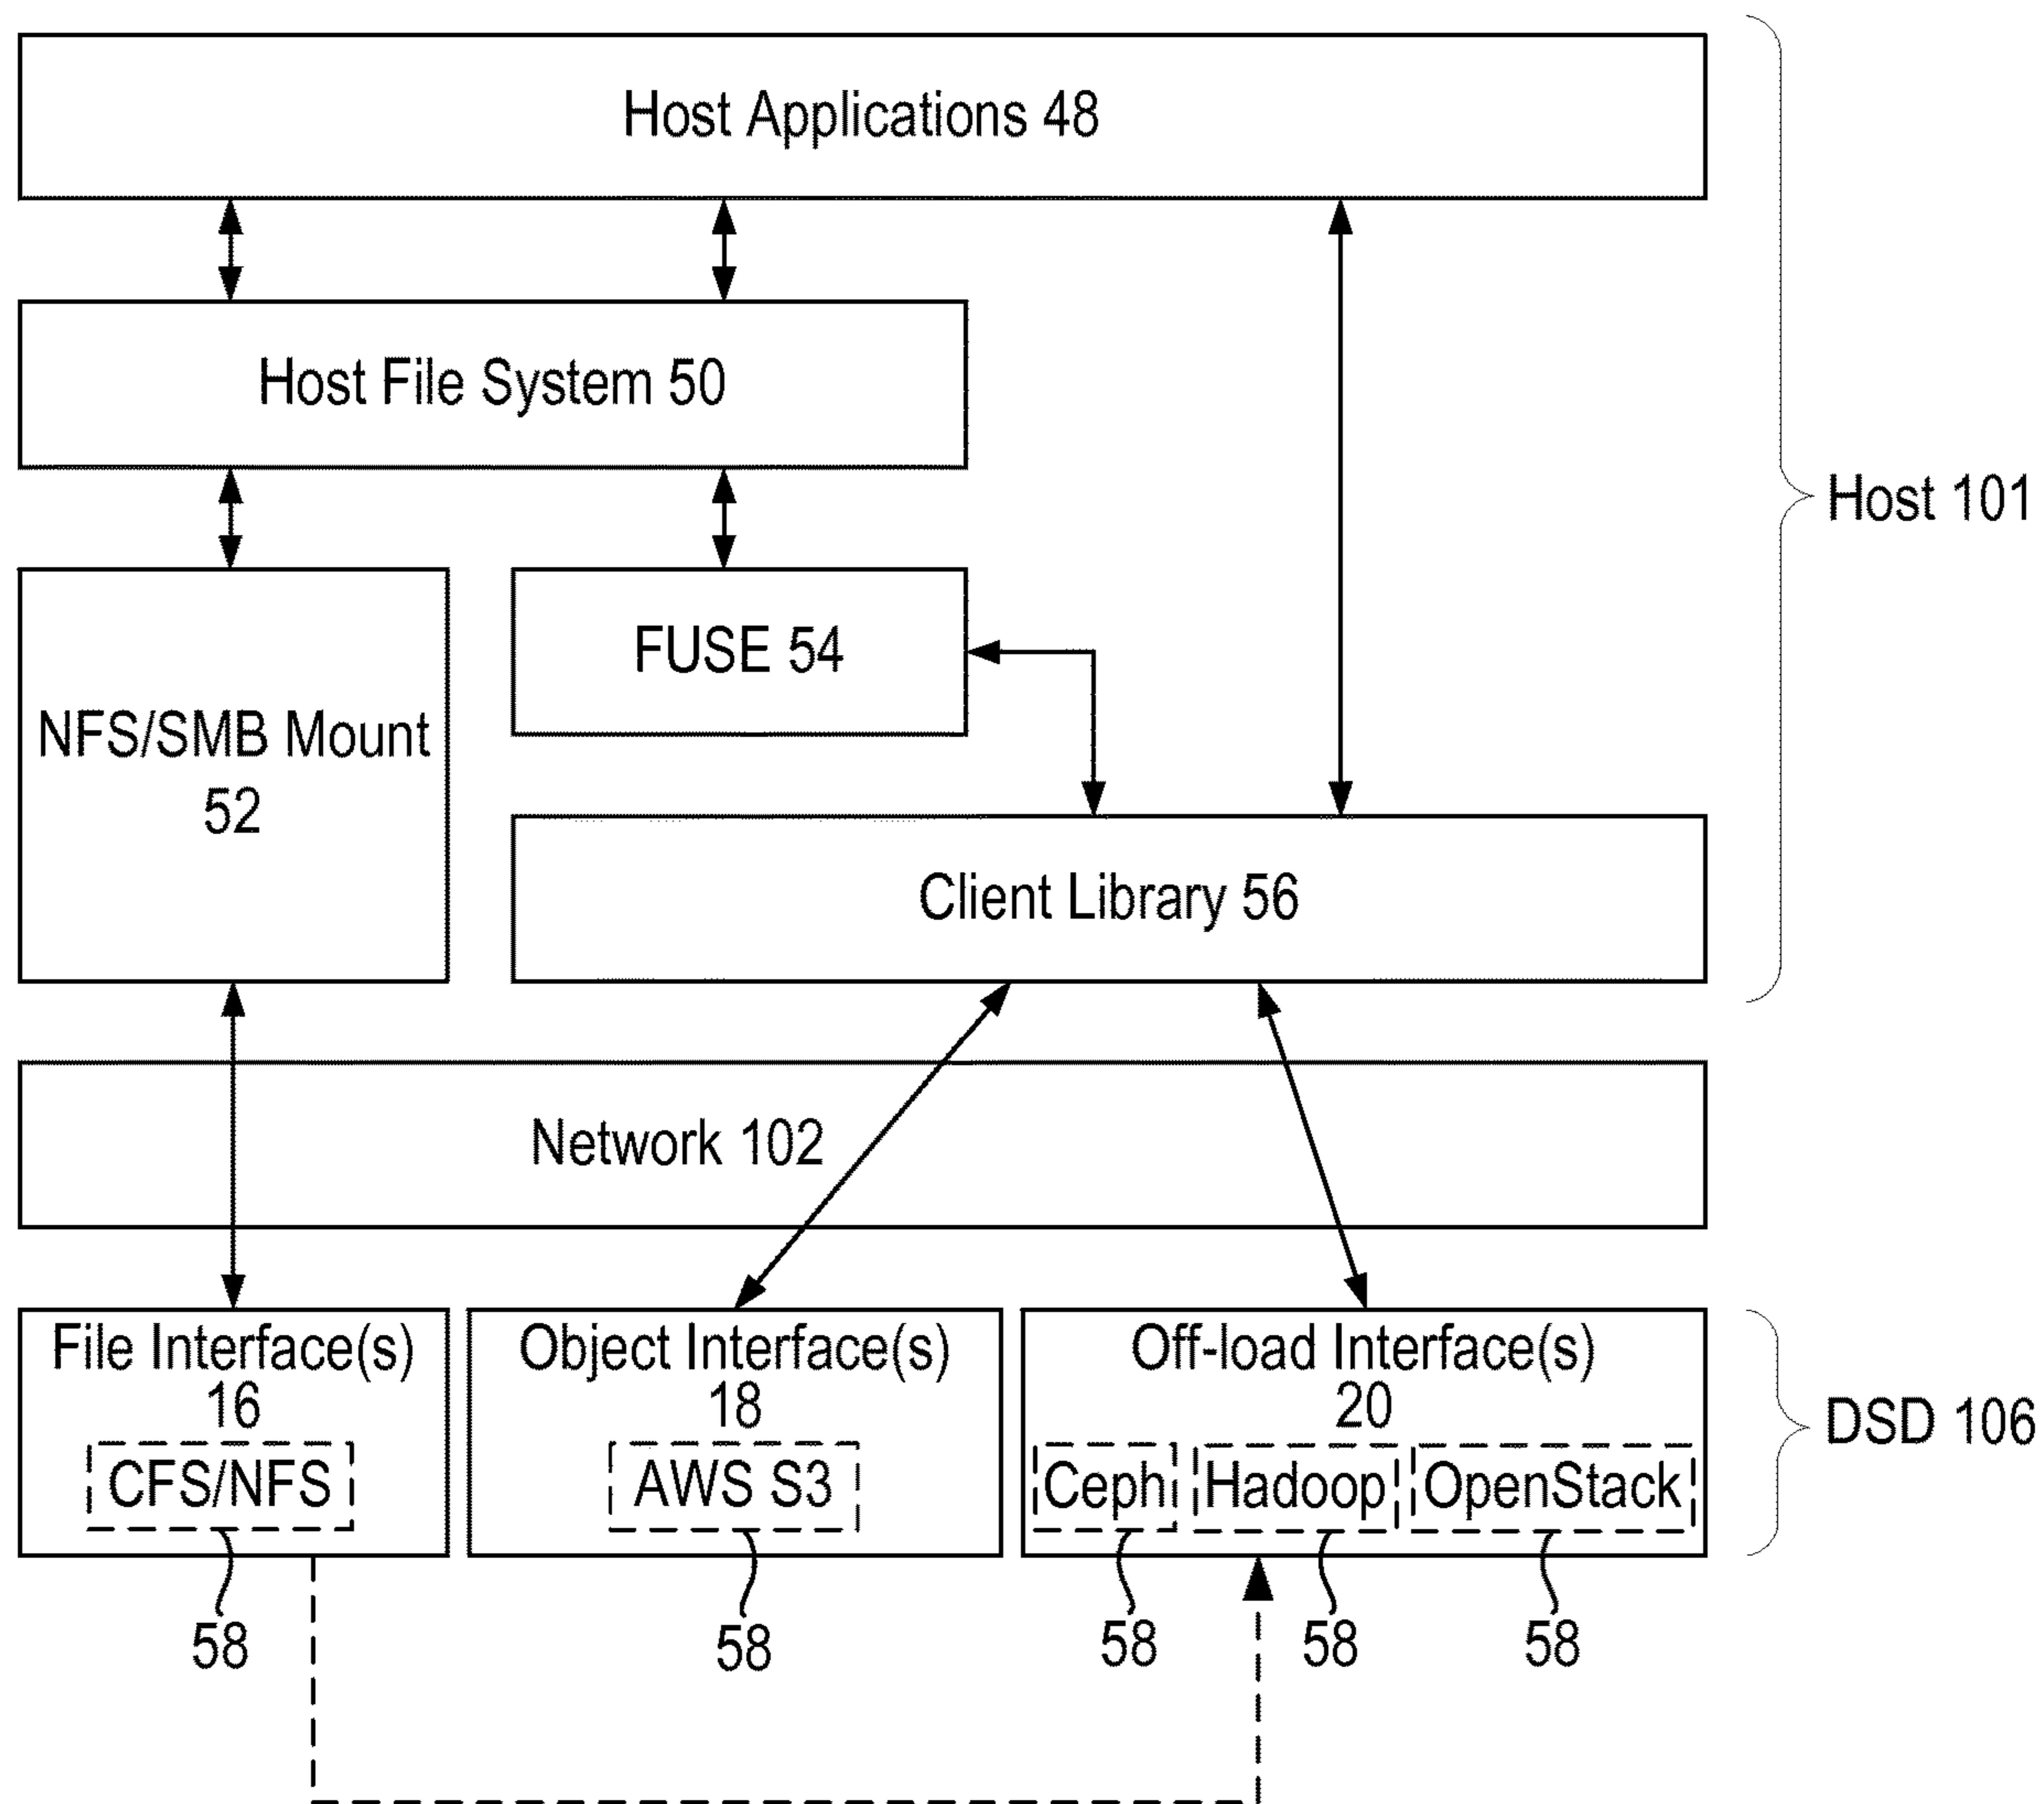 Host Applications 48
Host File System 50
Host 101
FUSE 54
NFS/SMB Mount
52
Client Library 56
Network 102
File Interface(s)
16
CFS/NFS
Object Interface(s)
18
AWS S3
Off-load Interface(s)
20
Ceph
Hadoop
OpenStack
DSD 106
58
58
58
58
58